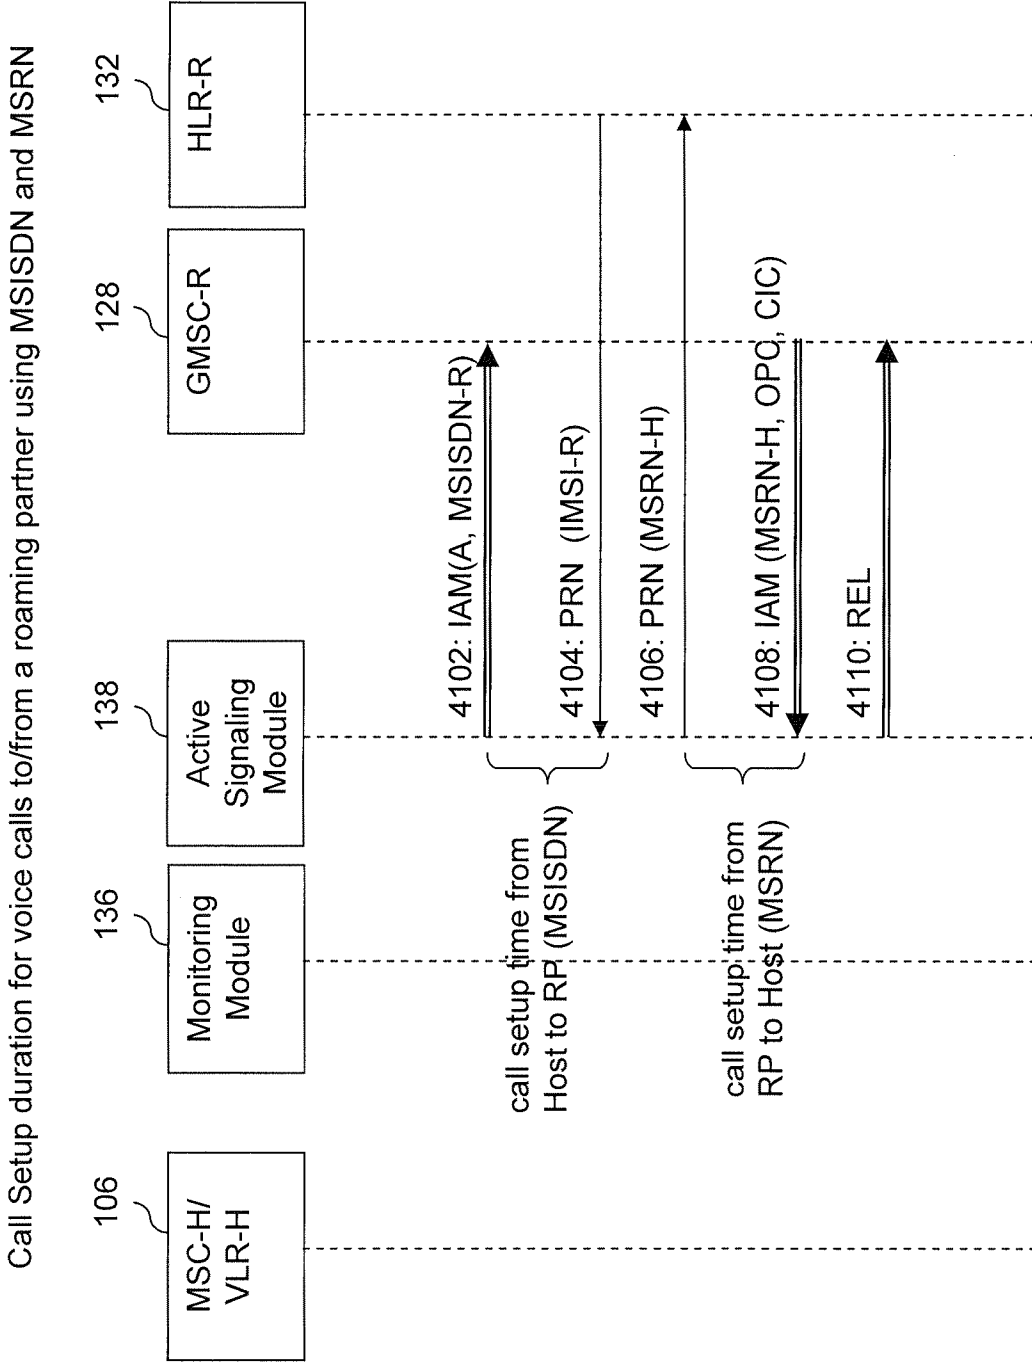 Call Setup duration for voice calls to/from a roaming partner using MSISDN and MSRN
106
136
138
128
132
MSC-H/
VLR-H
Monitoring
Module
Active
Signaling
Module
GMSC-R
HLR-R
4102: IAM(A, MSISDN-R)
call setup time from
Host to RP (MSISDN)
4104: PRN (IMSI-R)
4106: PRN (MSRN-H)
call setup time from
RP to Host (MSRN)
4108: IAM (MSRN-H, OPC, CIC)
4110: REL